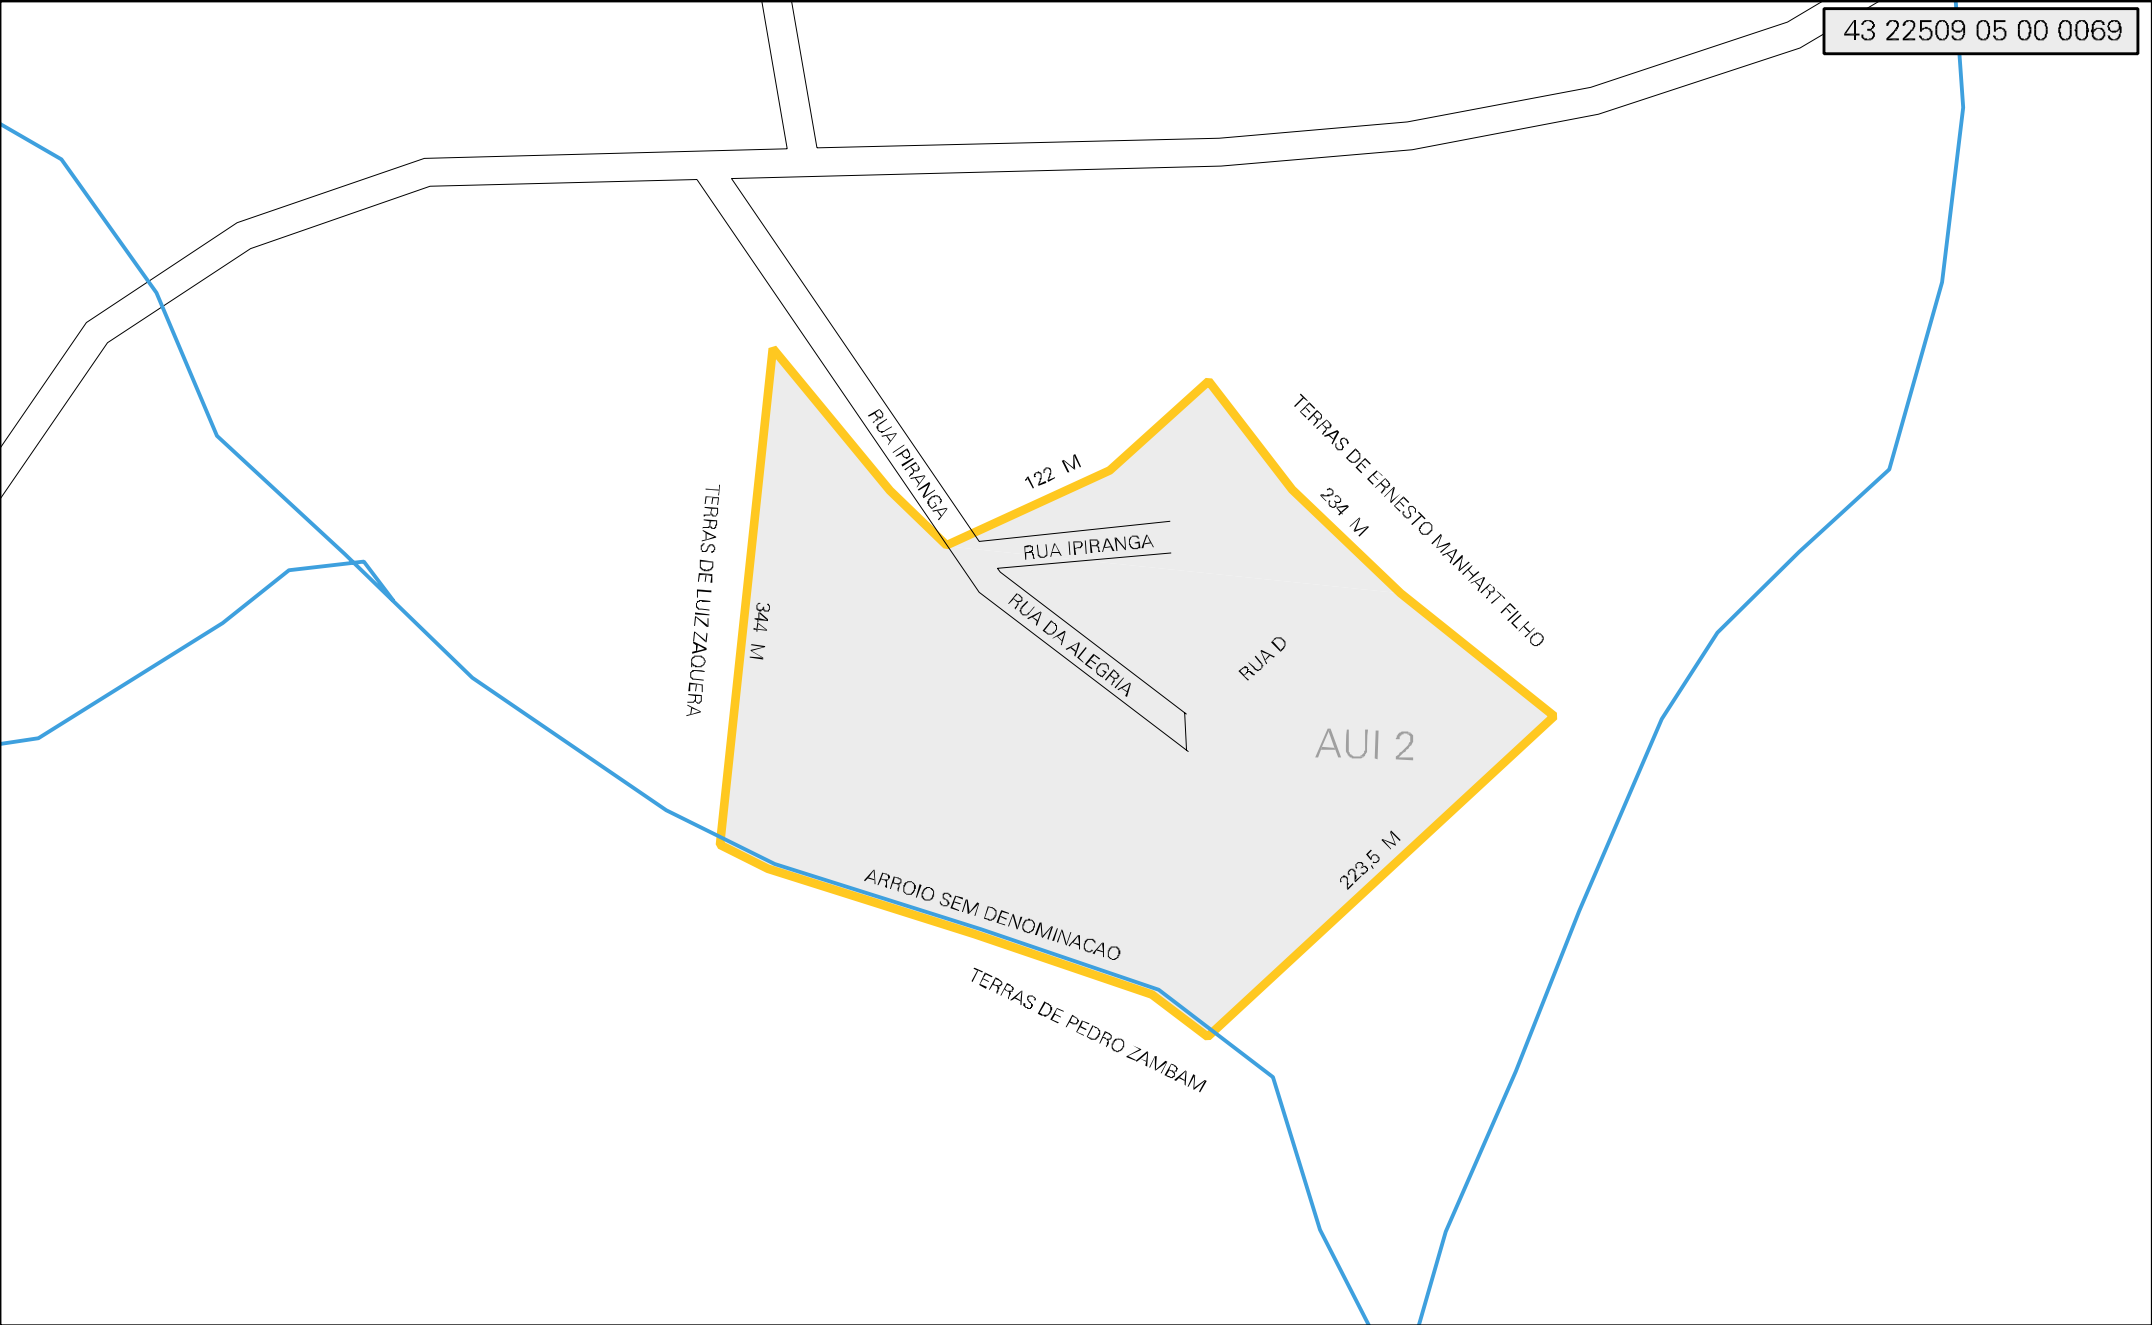 43 22509 05 00 0069
TERRAS DE ERNESTO MANHART FILHO
RUA IPIRANGA
122 M
234 M
TERRAS DE LUIZ ZAQUERA
RUA IPIRANGA
344 M
RUA DA ALEGRIA
RUA D
AUI 2
223,5 M
ARROIO SEM DENOMINACAO
TERRAS DE PEDRO ZAMBAM